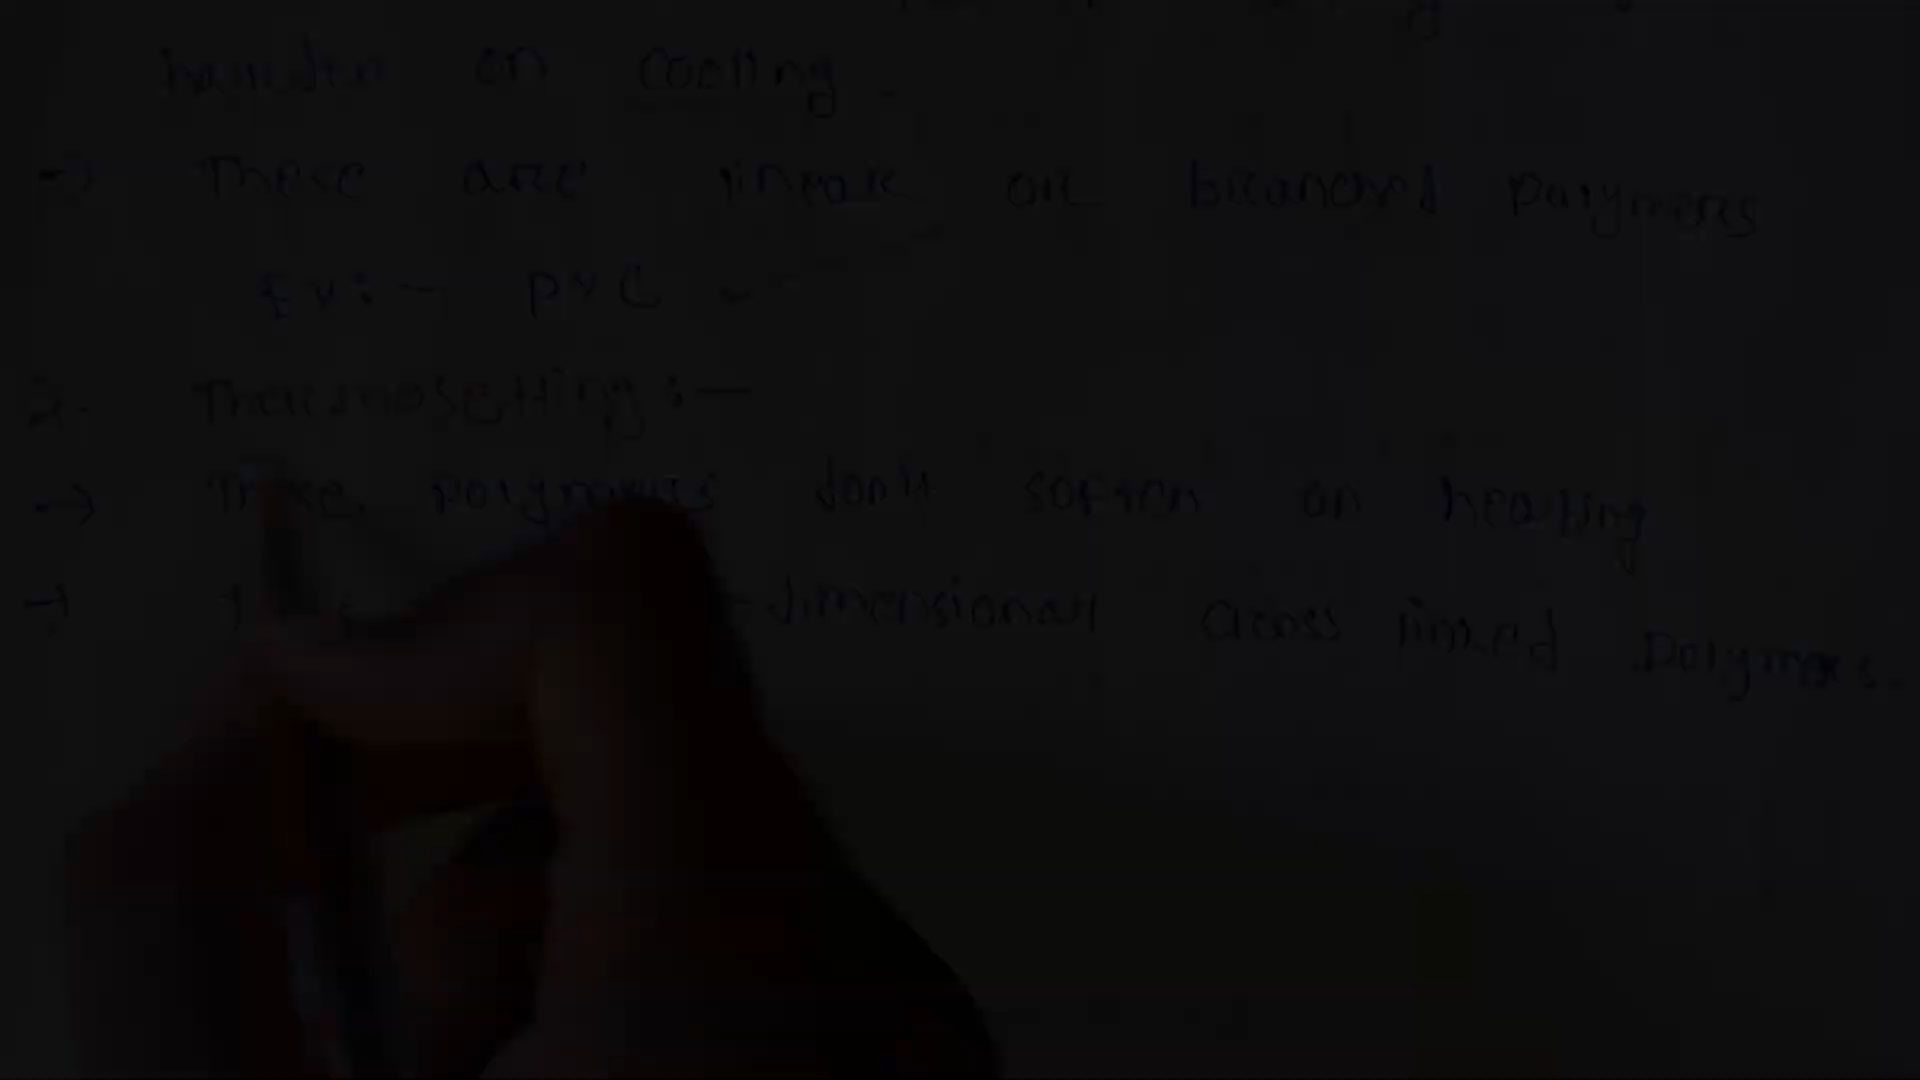 harden on cooling.
→ These are linear or branched polymers
Ex:- PVC
2. Thermosetting:-
→ These polymers don't soften on heating
→ -dimensional cross linked polymers.